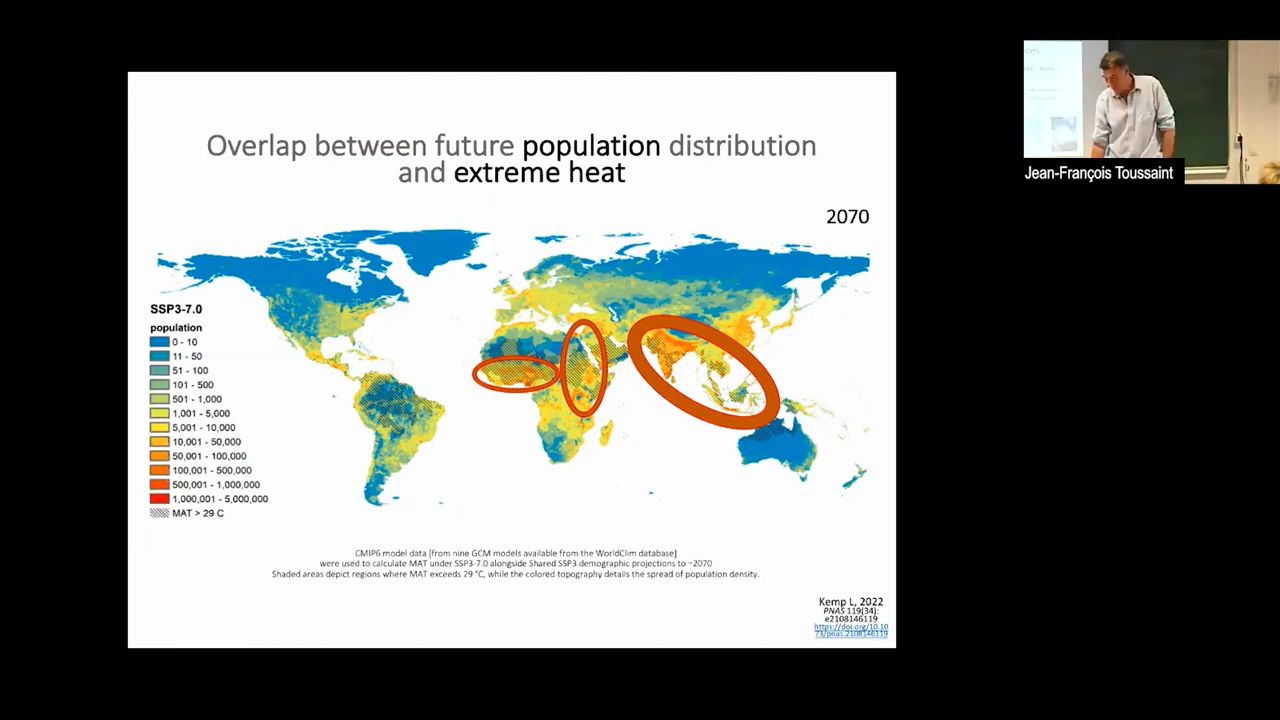 Overlap between future population distribution
and extreme heat
2070
SSP3-7.0
population
0 - 10
11 - 50
51 - 100
101 - 500
501 - 1,000
1,001 - 5,000
5,001 - 10,000
10,001 - 50,000
50,001 - 100,000
100,001 - 500,000
500,001 - 1,000,000
1,000,001 - 5,000,000
MAT > 29 C
CMIP6 model data [from nine GCM models available from the WorldClim database]
were used to calculate MAT under SSP3-7.0 alongside Shared SSP3 demographic projections to ~2070
Shaded areas depict regions where MAT exceeds 29 °C, while the colored topography details the spread of population density.
Kemp L, 2022
PNAS 119(34):
e2108146119
https://doi.org/10.10
73/pnas.2108146119
Jean-François Toussaint